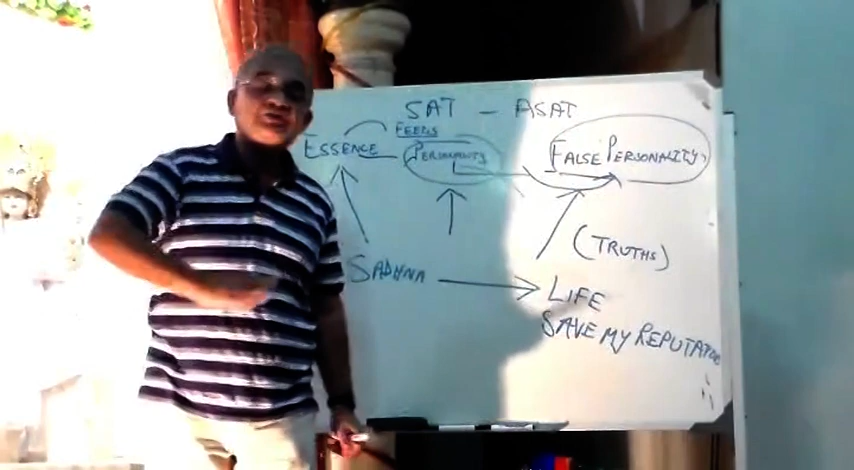 SAT - ASAT
FEEDS
ESSENCE PERSONALITY FALSE PERSONALITY
(TRUTHS)
SADHNA LIFE
SAVE MY REPUTATION